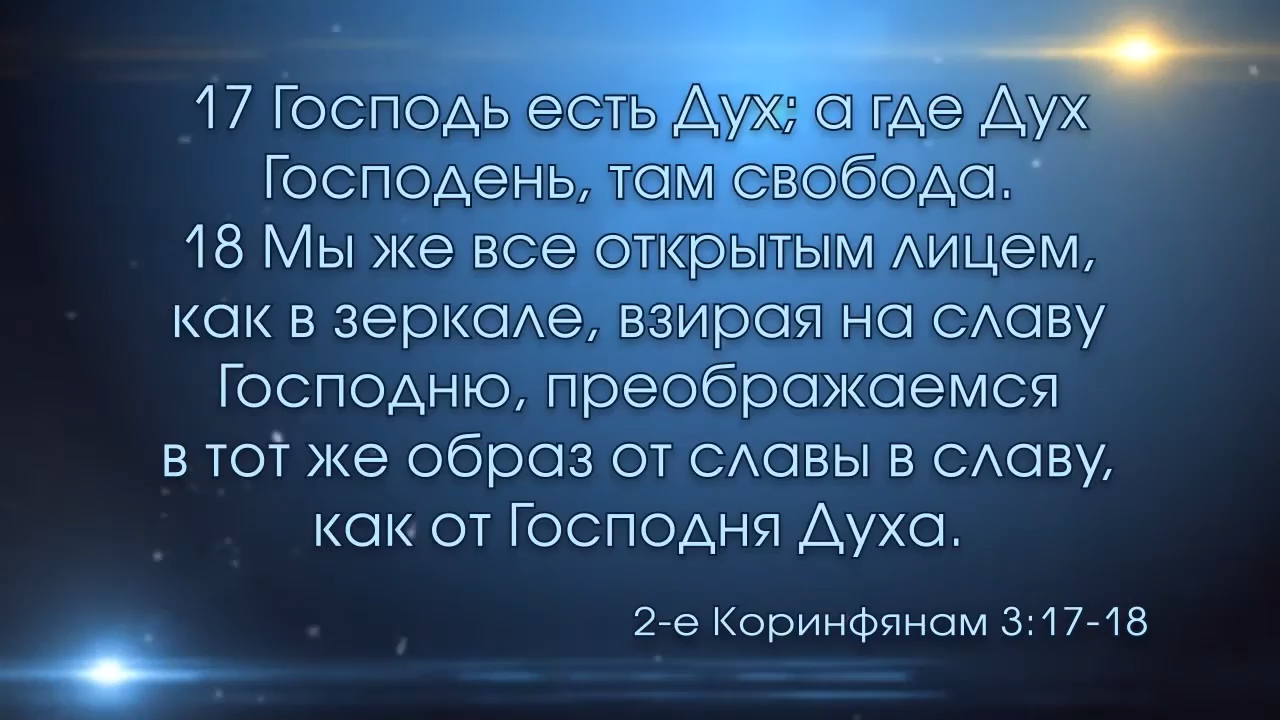 17 Господь есть Дух; а где Дух
Господень, там свобода.
18 Мы же все открытым лицем,
как в зеркале, взирая на славу
Господню, преображаемся
в тот же образ от славы в славу,
как от Господня Духа.
2-е Коринфянам 3:17-18